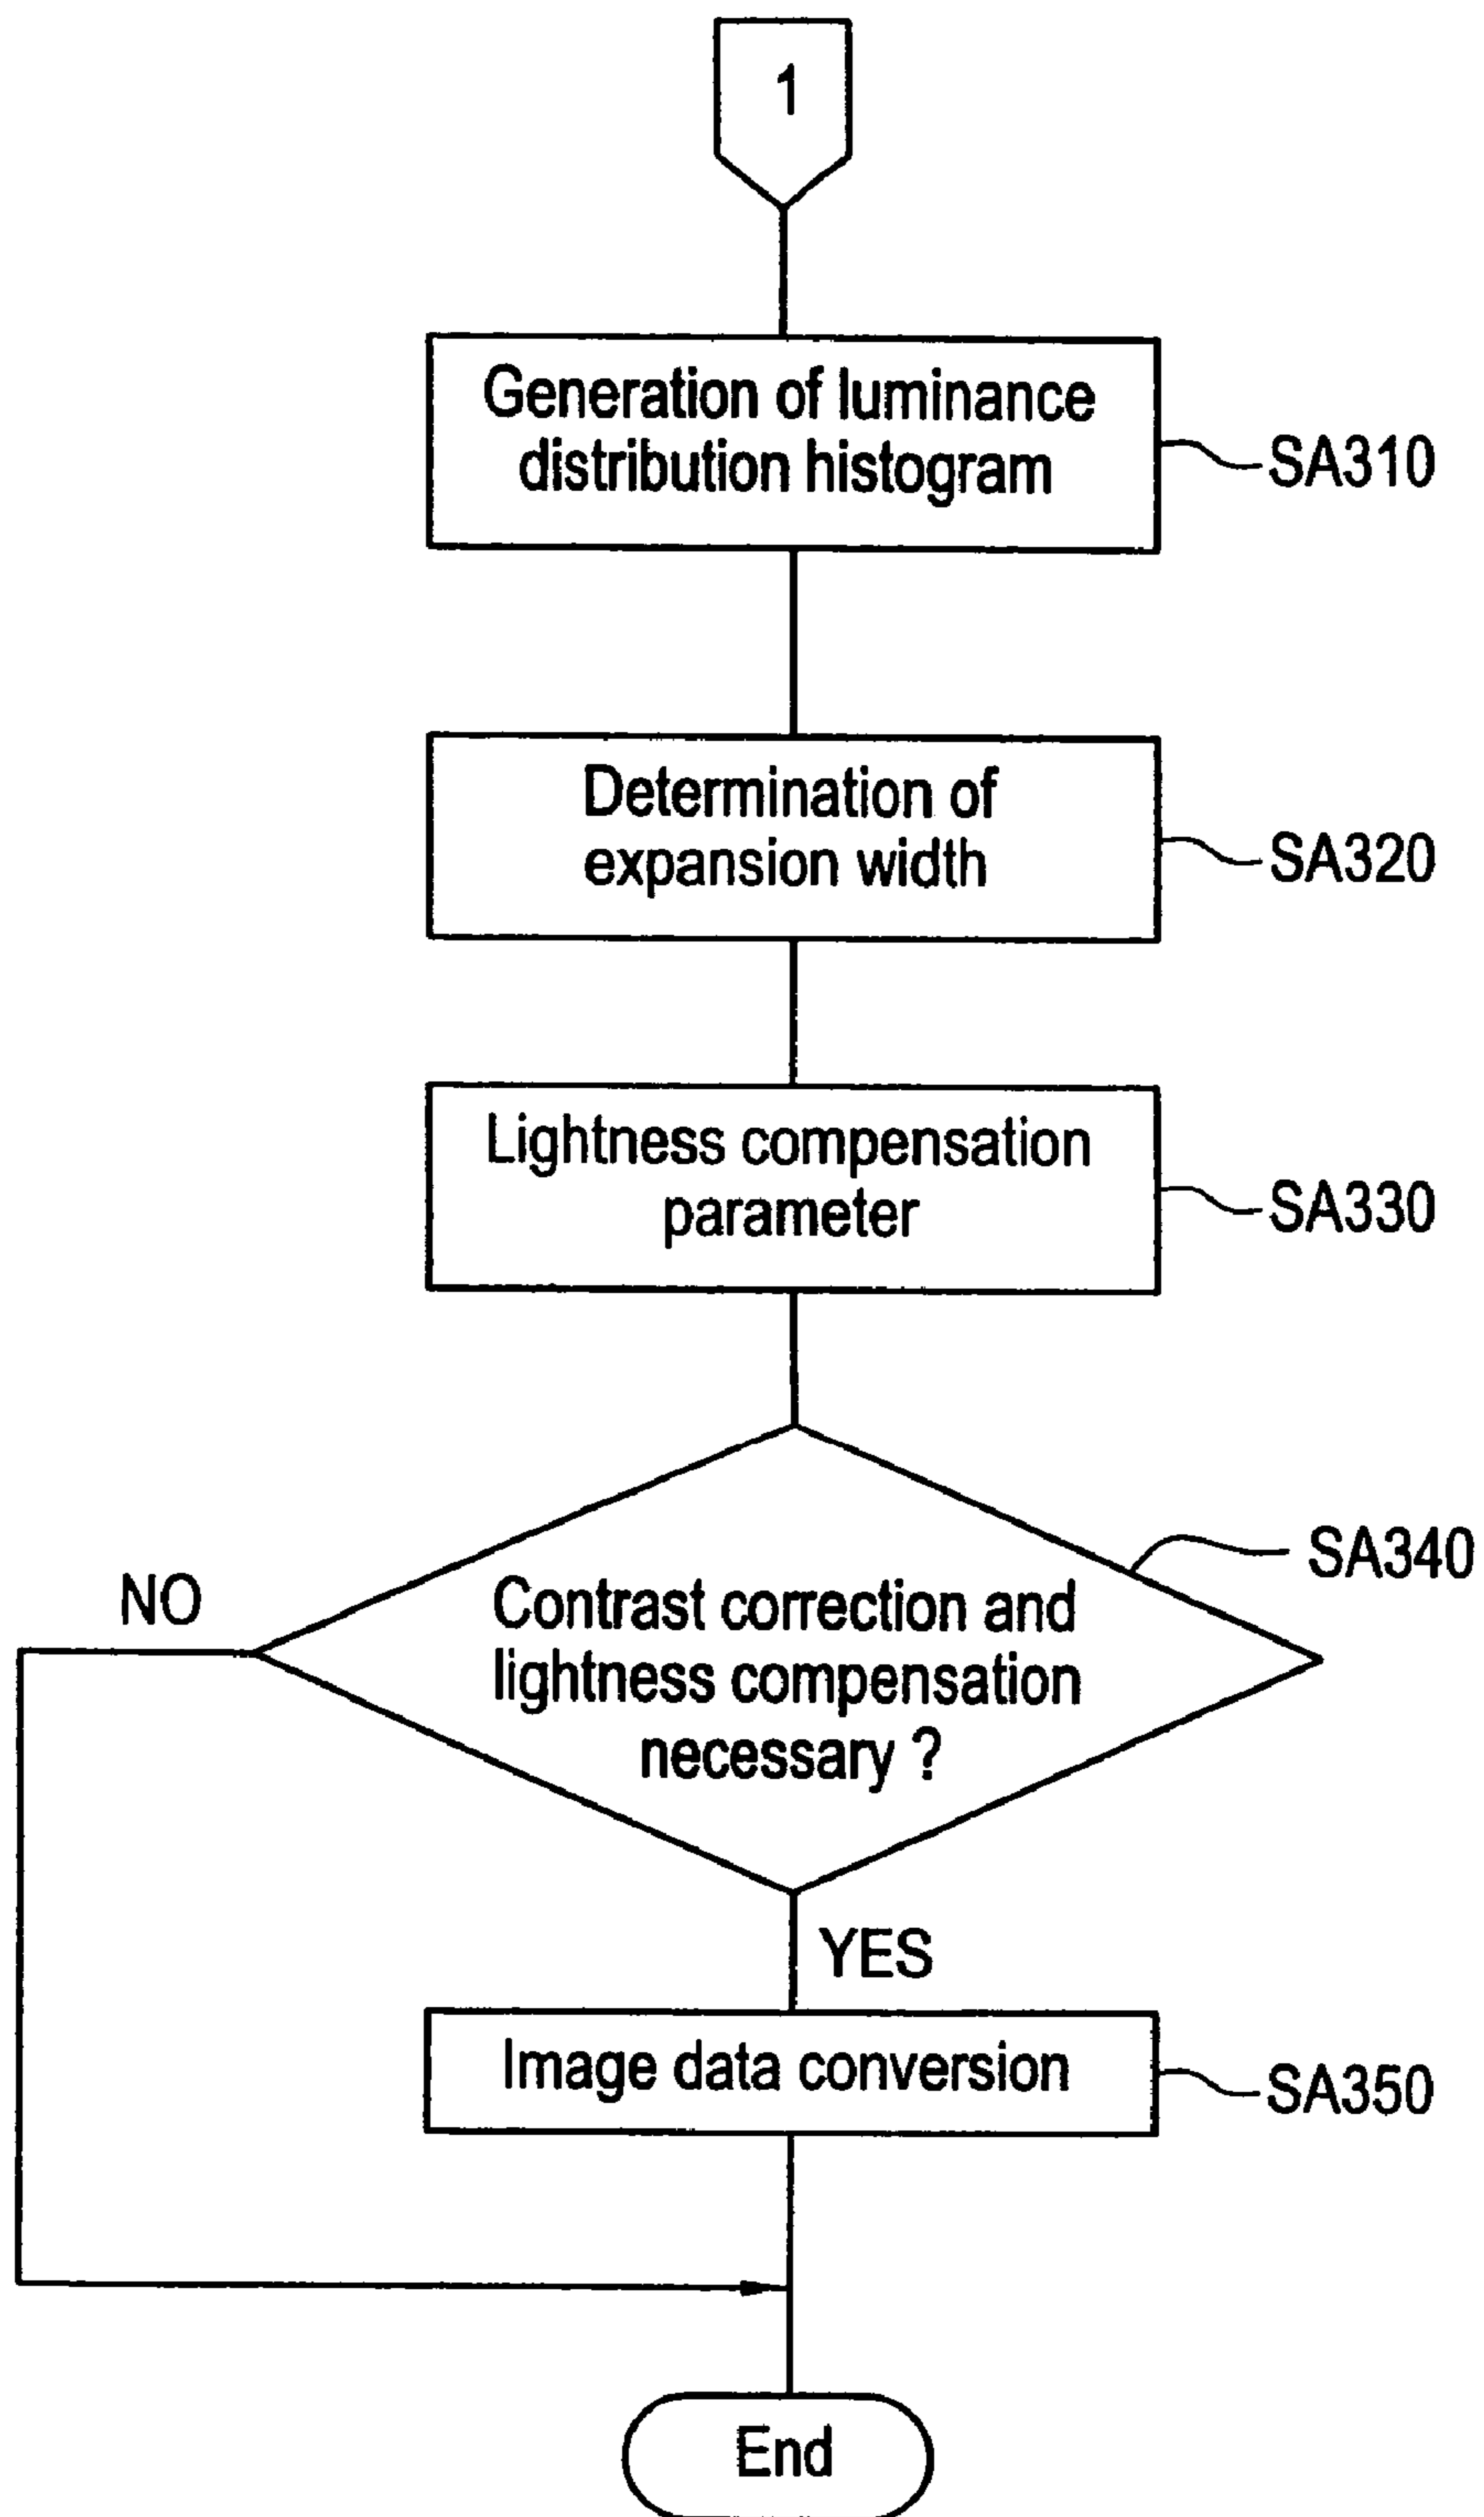 1
Generation of luminance
distribution histogram
SA310
Determination of
expansion width
SA320
Lightness compensation
parameter
SA330
SA340
NO
Contrast correction and
lightness compensation
necessary ?
YES
Image data conversion
SA350
End